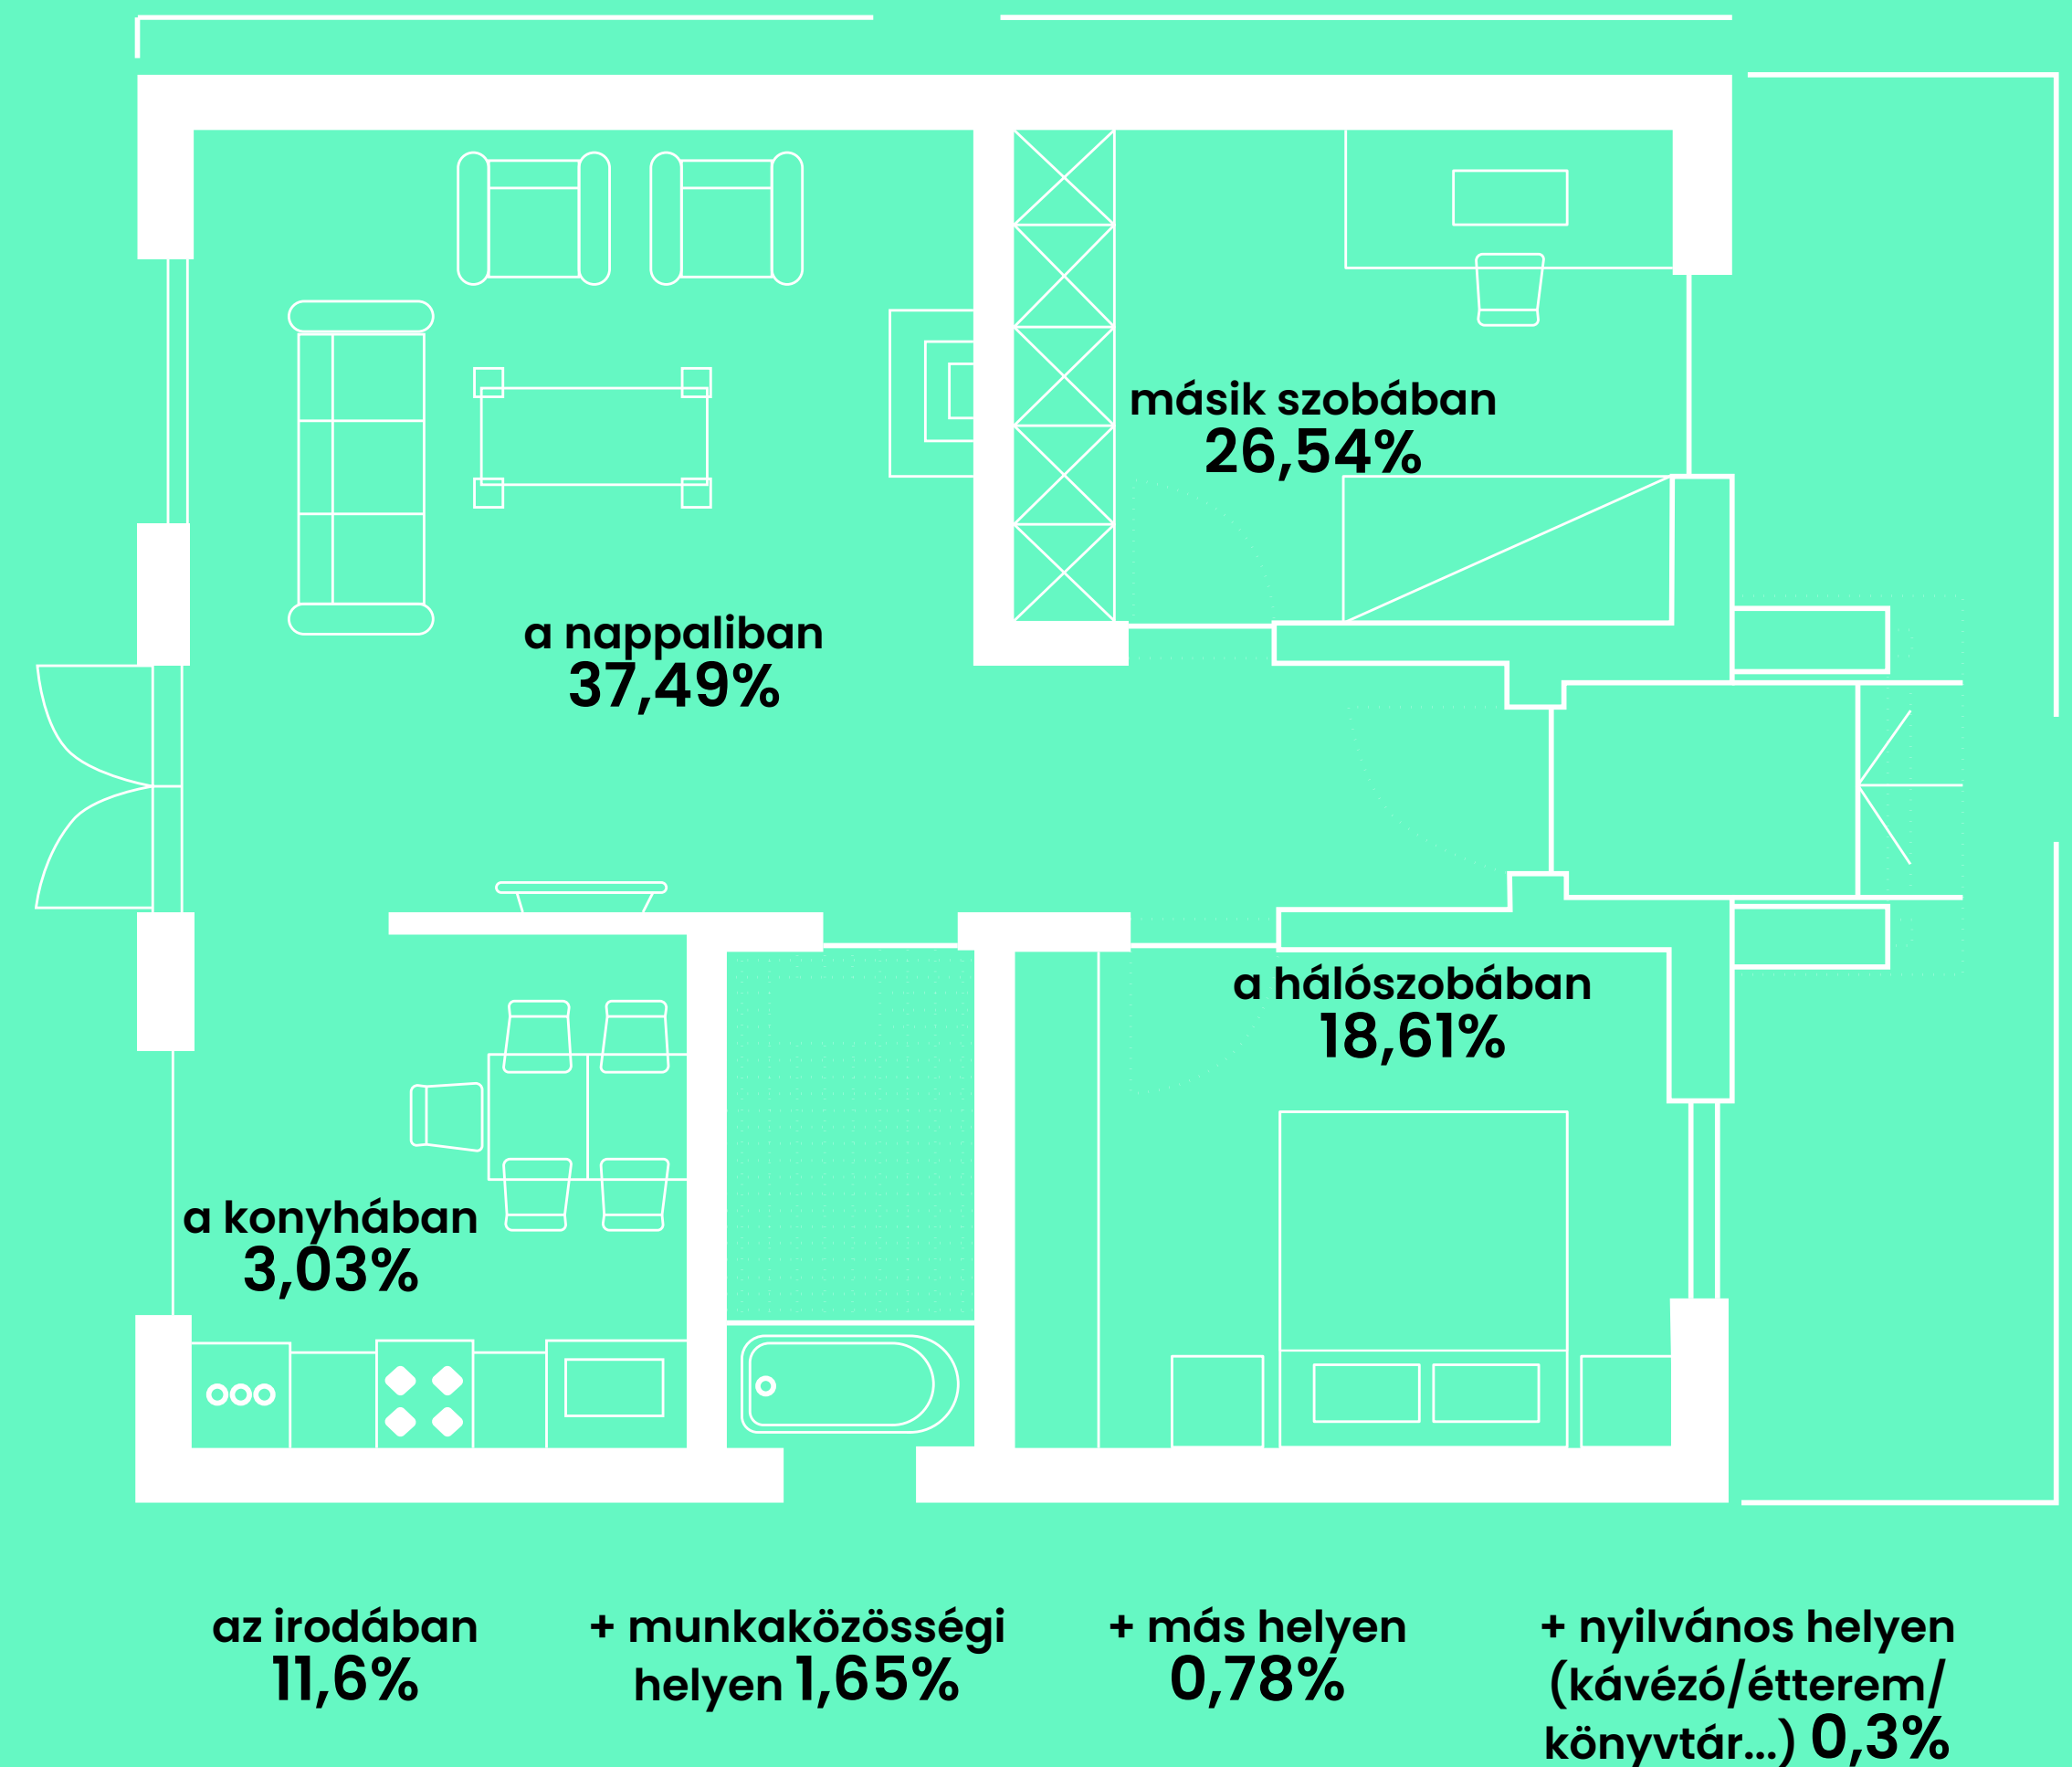 másik szobában
26,54%
a nappaliban
37,49%
a hálószobában
18,61%
a konyhában
3,03%
az irodában
11,6%
+ munkaközösségi
helyen 1,65%
+ más helyen
0,78%
+ nyilvános helyen
(kávézó/étterem/
könyvtár...) 0,3%